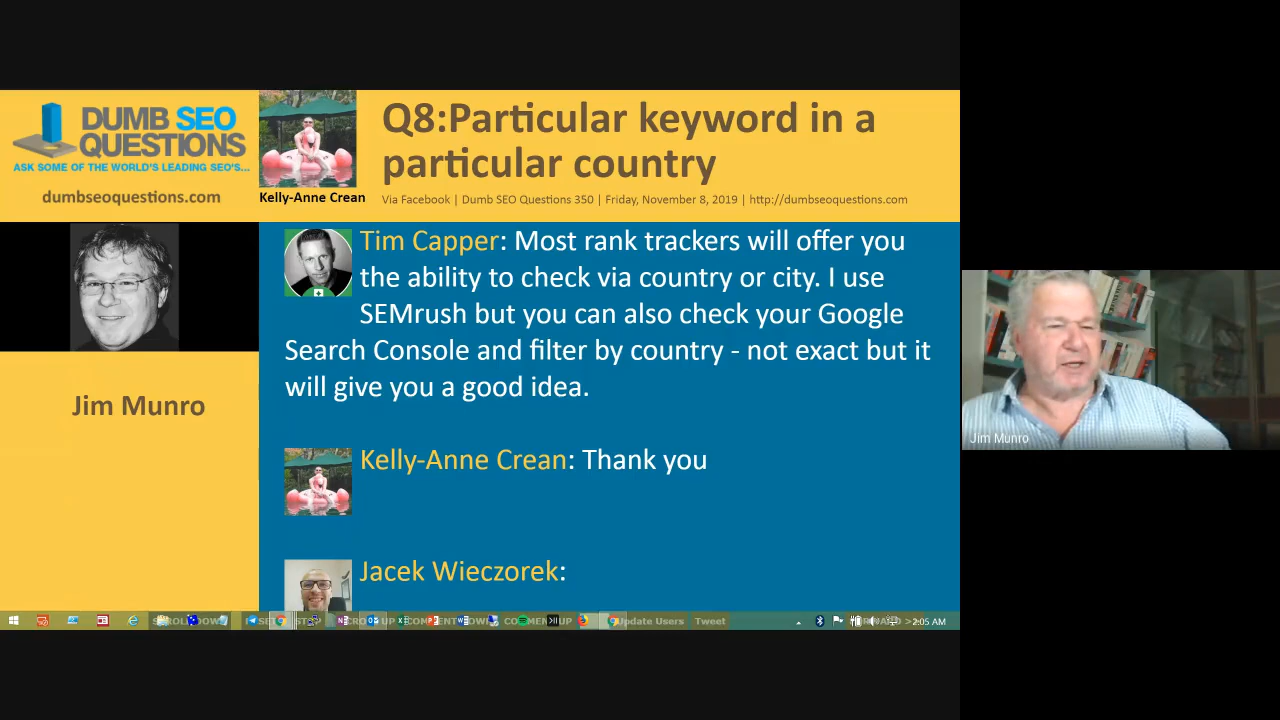 DUMB SEO
QUESTIONS
ASK SOME OF THE WORLD'S LEADING SEO'S...
dumbseoquestions.com
Kelly-Anne Crean
Q8:Particular keyword in a
particular country
Via Facebook | Dumb SEO Questions 350 | Friday, November 8, 2019 | http://dumbseoquestions.com
Jim Munro
Tim Capper: Most rank trackers will offer you
the ability to check via country or city. I use
SEMrush but you can also check your Google
Search Console and filter by country - not exact but it
will give you a good idea.
Kelly-Anne Crean: Thank you
Jacek Wieczorek:
Jim Munro
Update Users
Tweet
2:05 AM